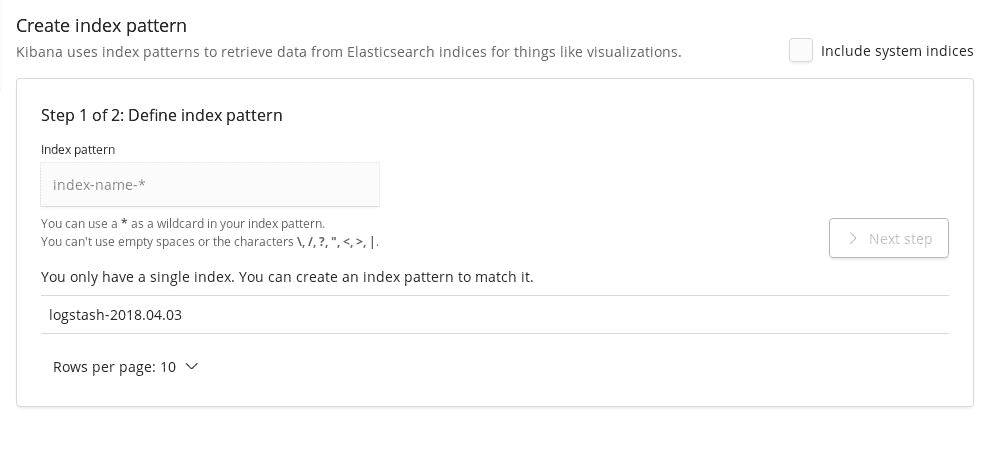 Create index pattern
Kibana uses index patterns to retrieve data from Elasticsearch indices for things like visualizations.
Include system indices
Step 1 of 2: Define index pattern
Index pattern
index-name-*
You can use a * as a wildcard in your index pattern.
You can't use empty spaces or the characters \, /, ?, ", <, >, |.
Next step
You only have a single index. You can create an index pattern to match it.
logstash-2018.04.03
Rows per page: 10